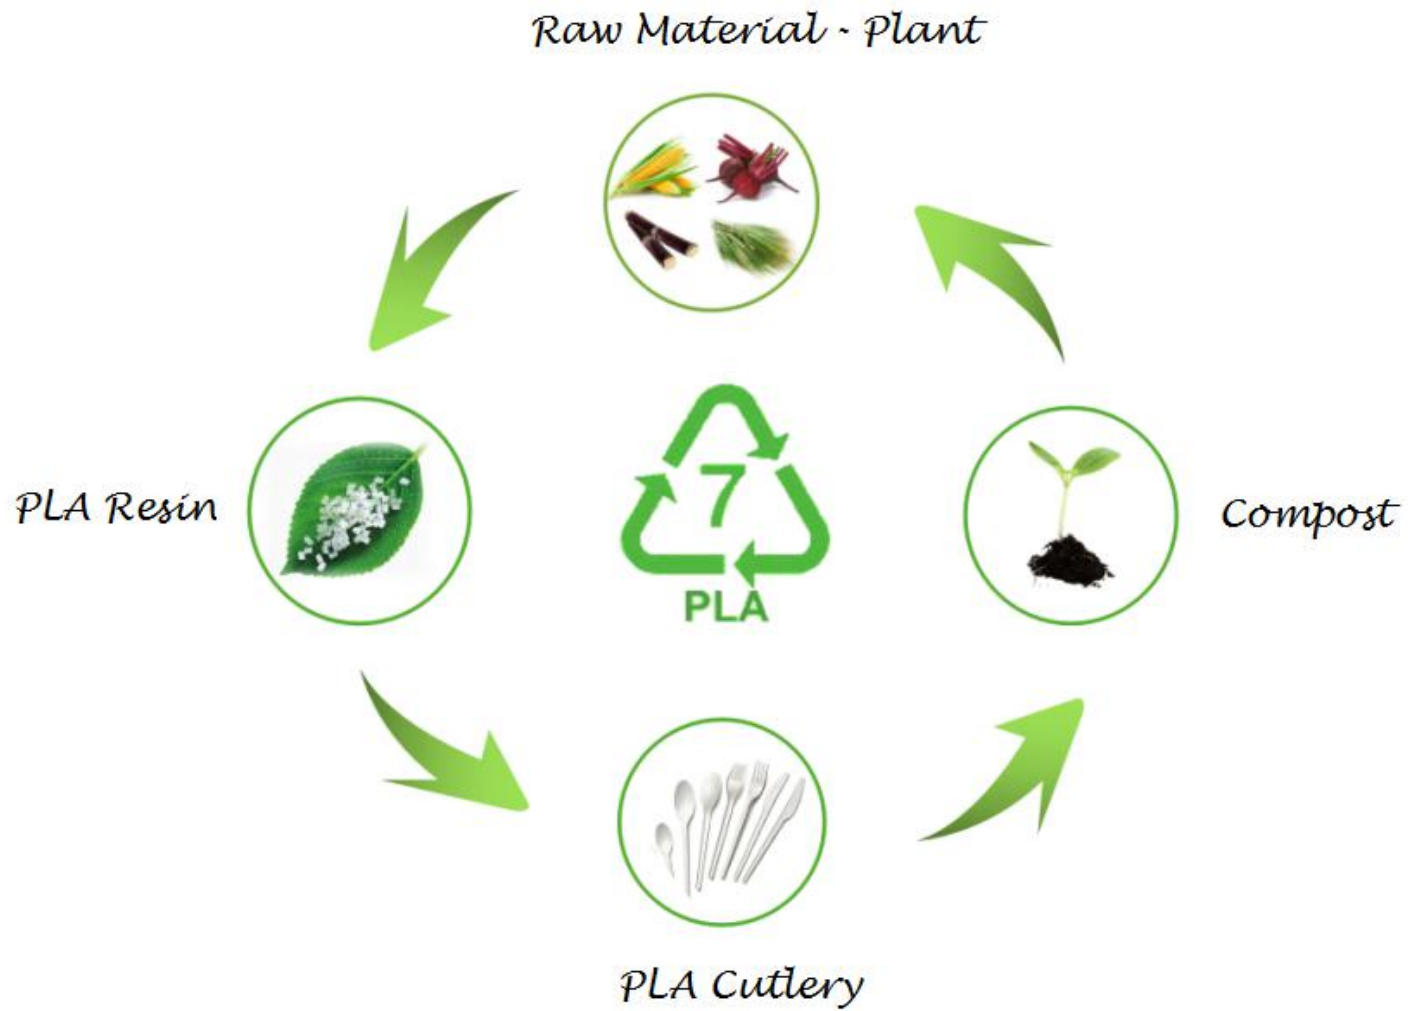 Raw Material - Plant
PLA Resin
7
PLA
Compost
PLA Cutlery